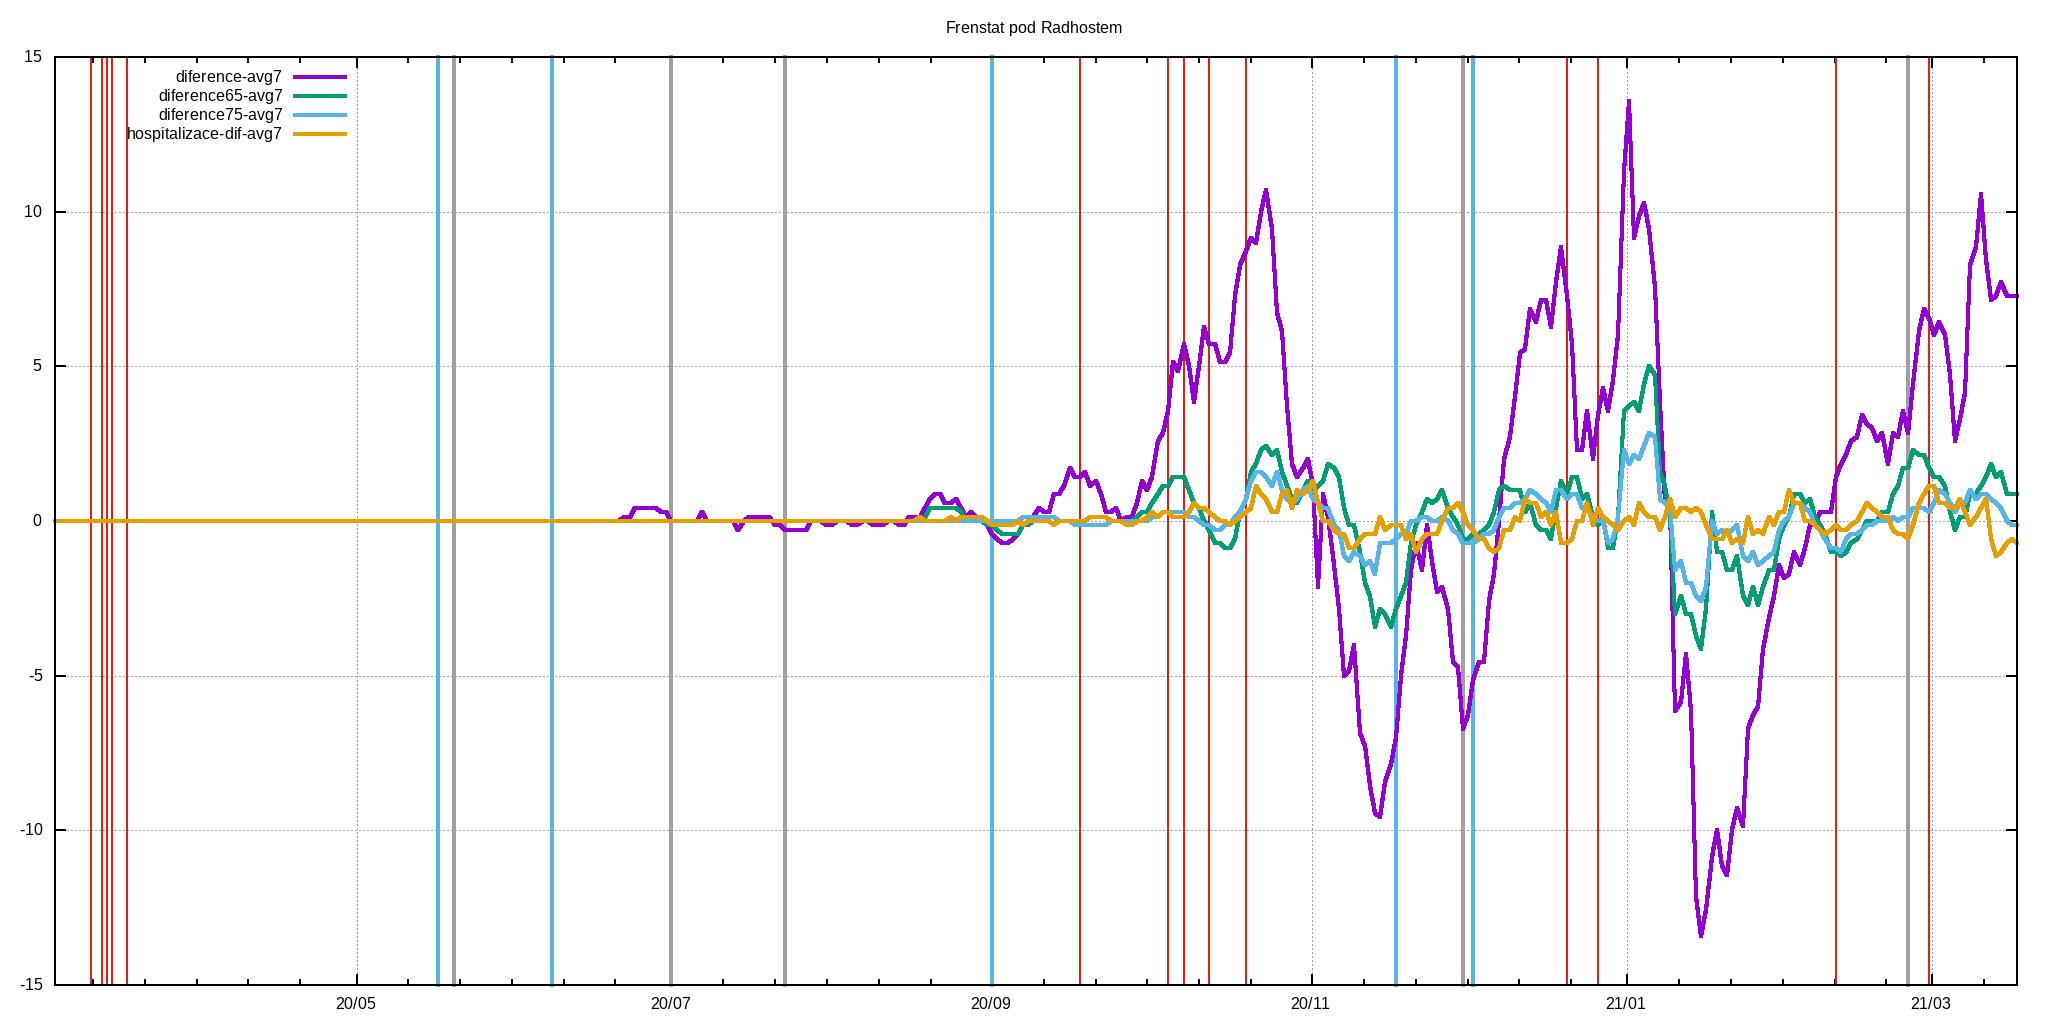 Frenstat pod Radhostem
15
10
5
0
-5
-10
-15
diference-avg7
diference65-avg7
diference75-avg7
hospitalizace-dif-avg7
20/05 20/07 20/09 20/11 21/01 21/03